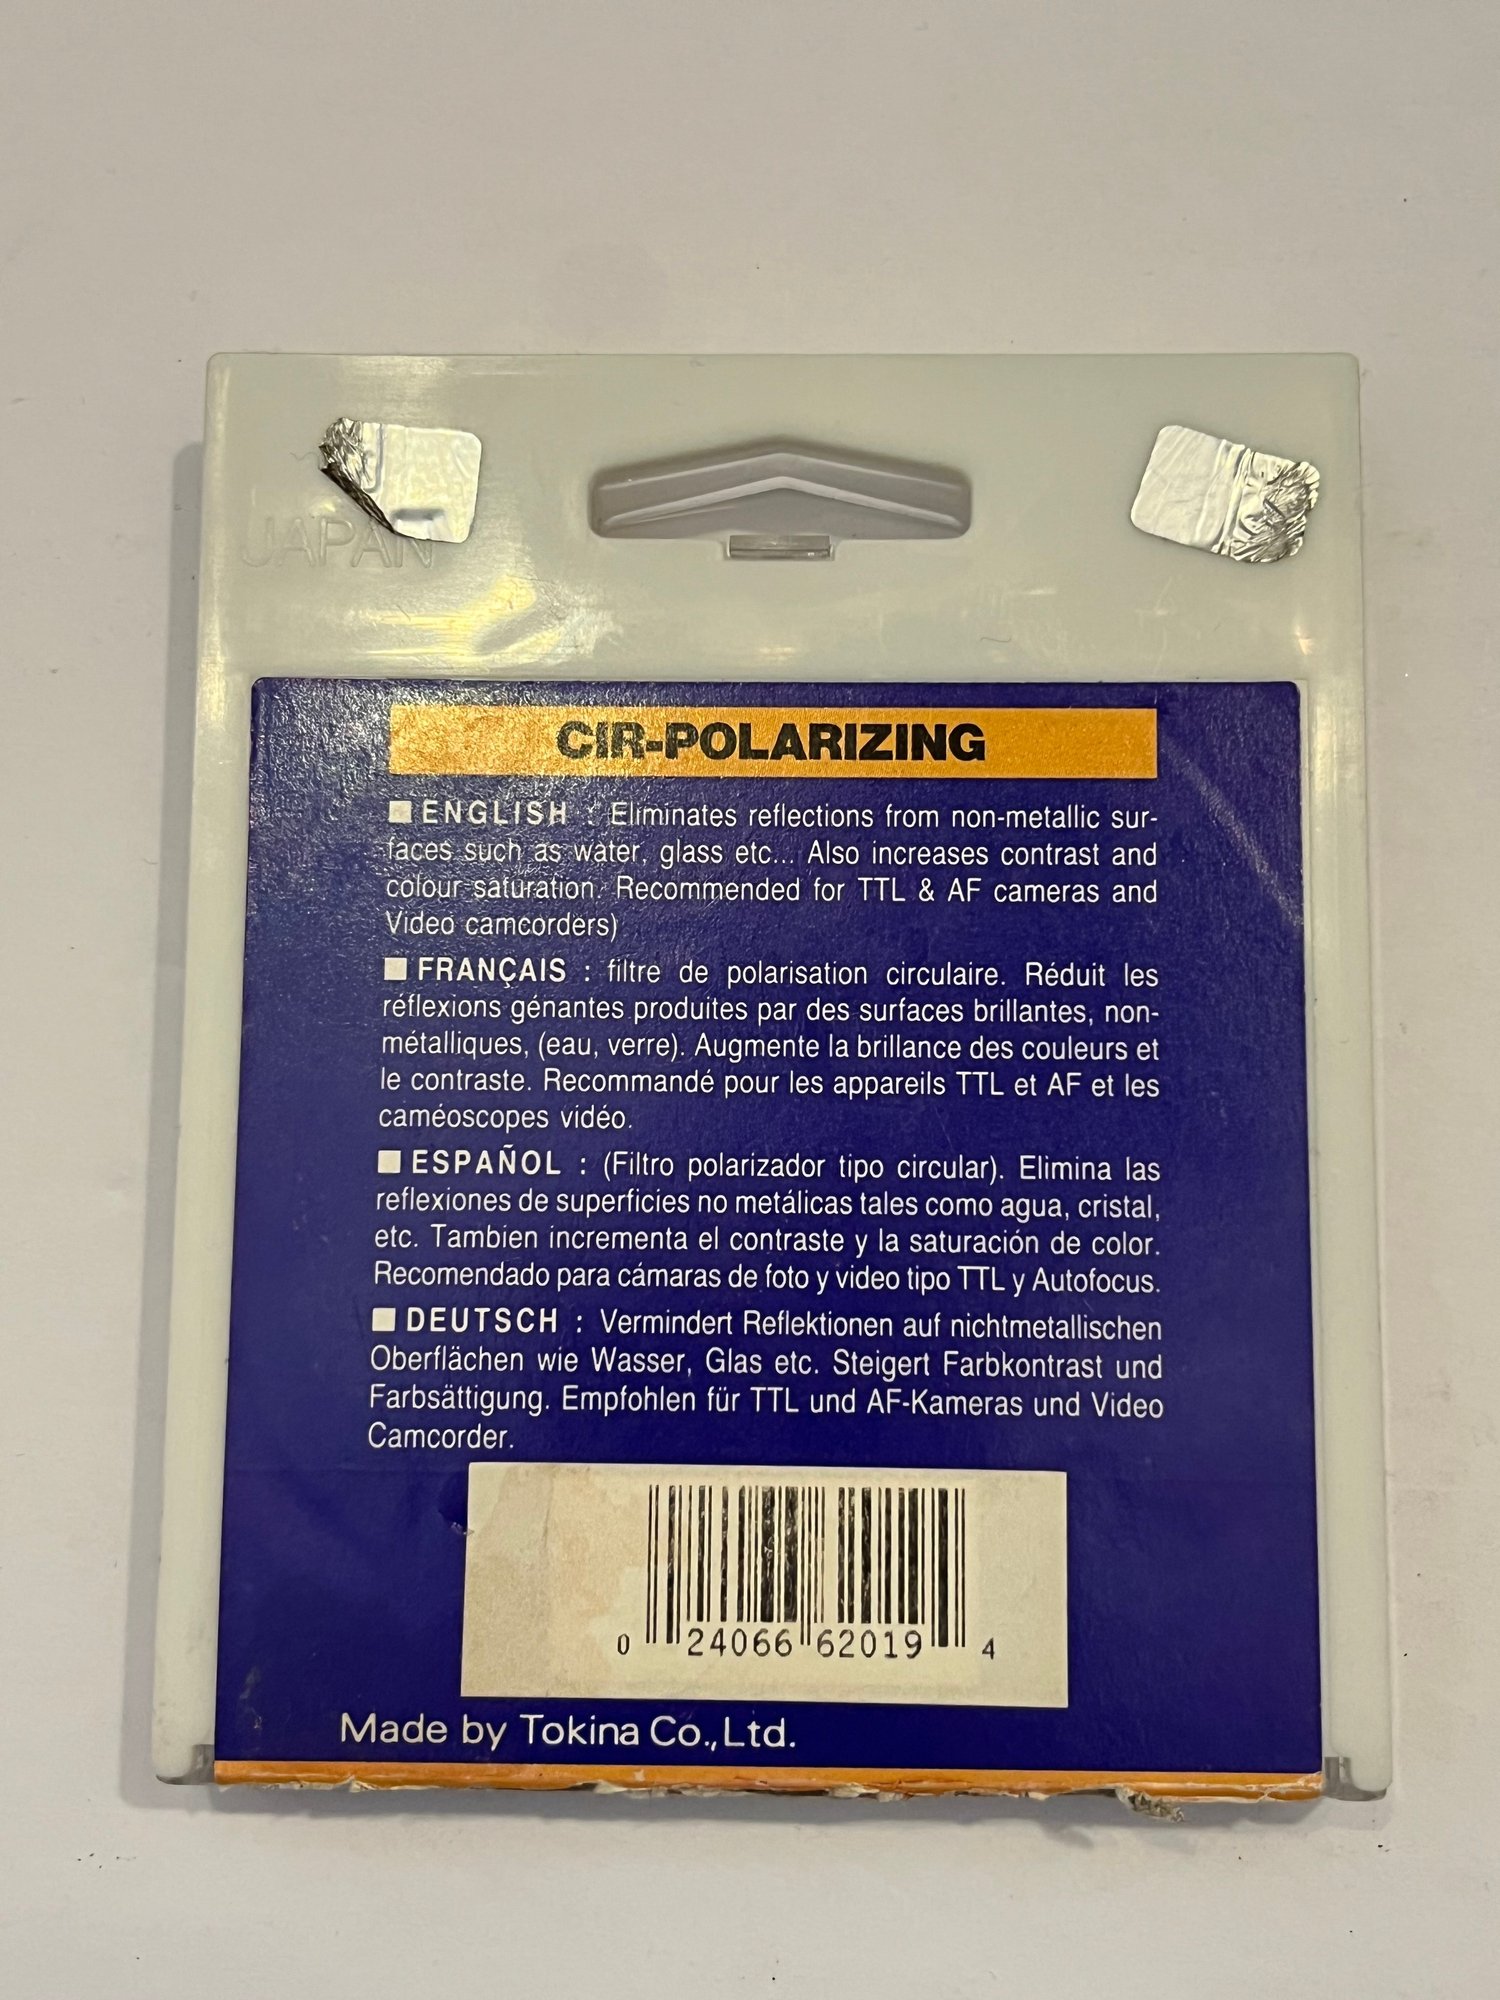 JAPAN
CIR-POLARIZING
■ ENGLISH : Eliminates reflections from non-metallic sur-
faces such as water, glass etc... Also increases contrast and
colour saturation. Recommended for TTL & AF cameras and
Video camcorders)
■ FRANÇAIS : filtre de polarisation circulaire. Réduit les
réflexions génantes produites par des surfaces brillantes, non-
métalliques, (eau, verre). Augmente la brillance des couleurs et
le contraste. Recommandé pour les appareils TTL et AF et les
caméoscopes vidéo.
■ ESPAÑOL : (Filtro polarizador tipo circular). Elimina las
reflexiones de superficies no metálicas tales como agua, cristal,
etc. Tambien incrementa el contraste y la saturación de color.
Recomendado para cámaras de foto y video tipo TTL y Autofocus.
■ DEUTSCH : Vermindert Reflektionen auf nichtmetallischen
Oberflächen wie Wasser, Glas etc. Steigert Farbkontrast und
Farbsättigung. Empfohlen für TTL und AF-Kameras und Video
Camcorder.
0 24066 62019 4
Made by Tokina Co., Ltd.